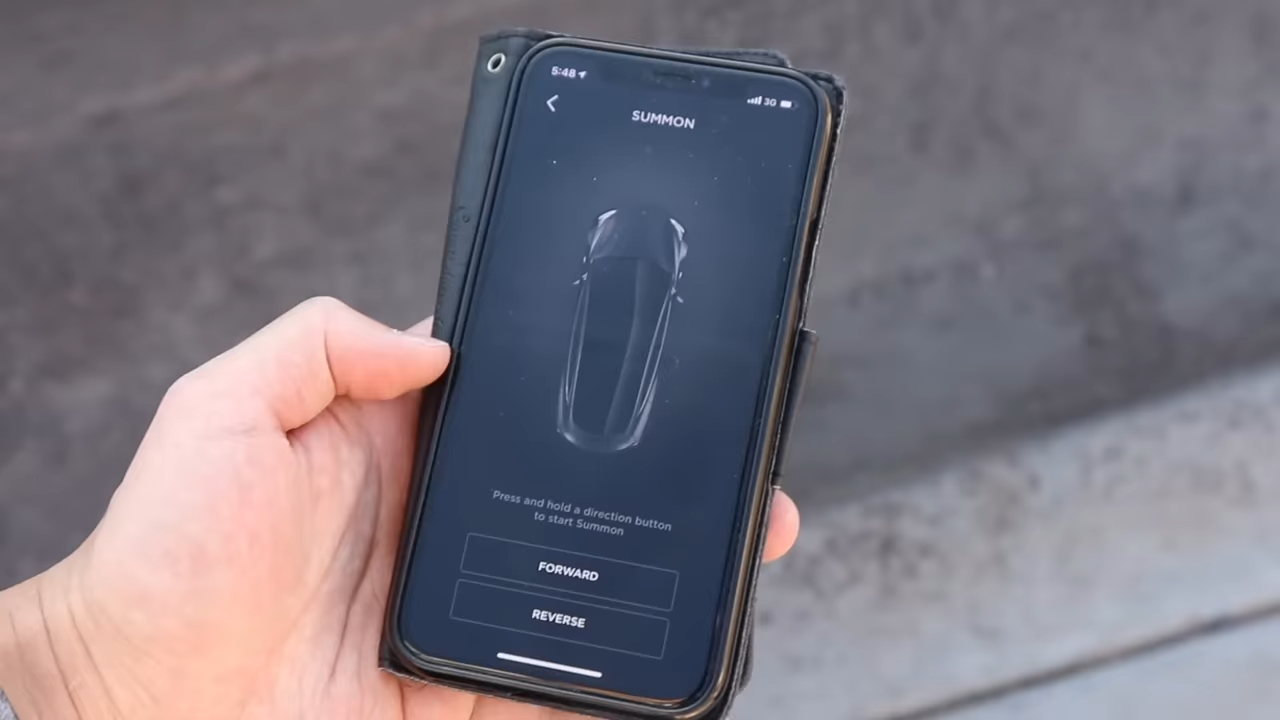 5:48
3G
SUMMON
Press and hold a direction button
to start Summon
FORWARD
REVERSE